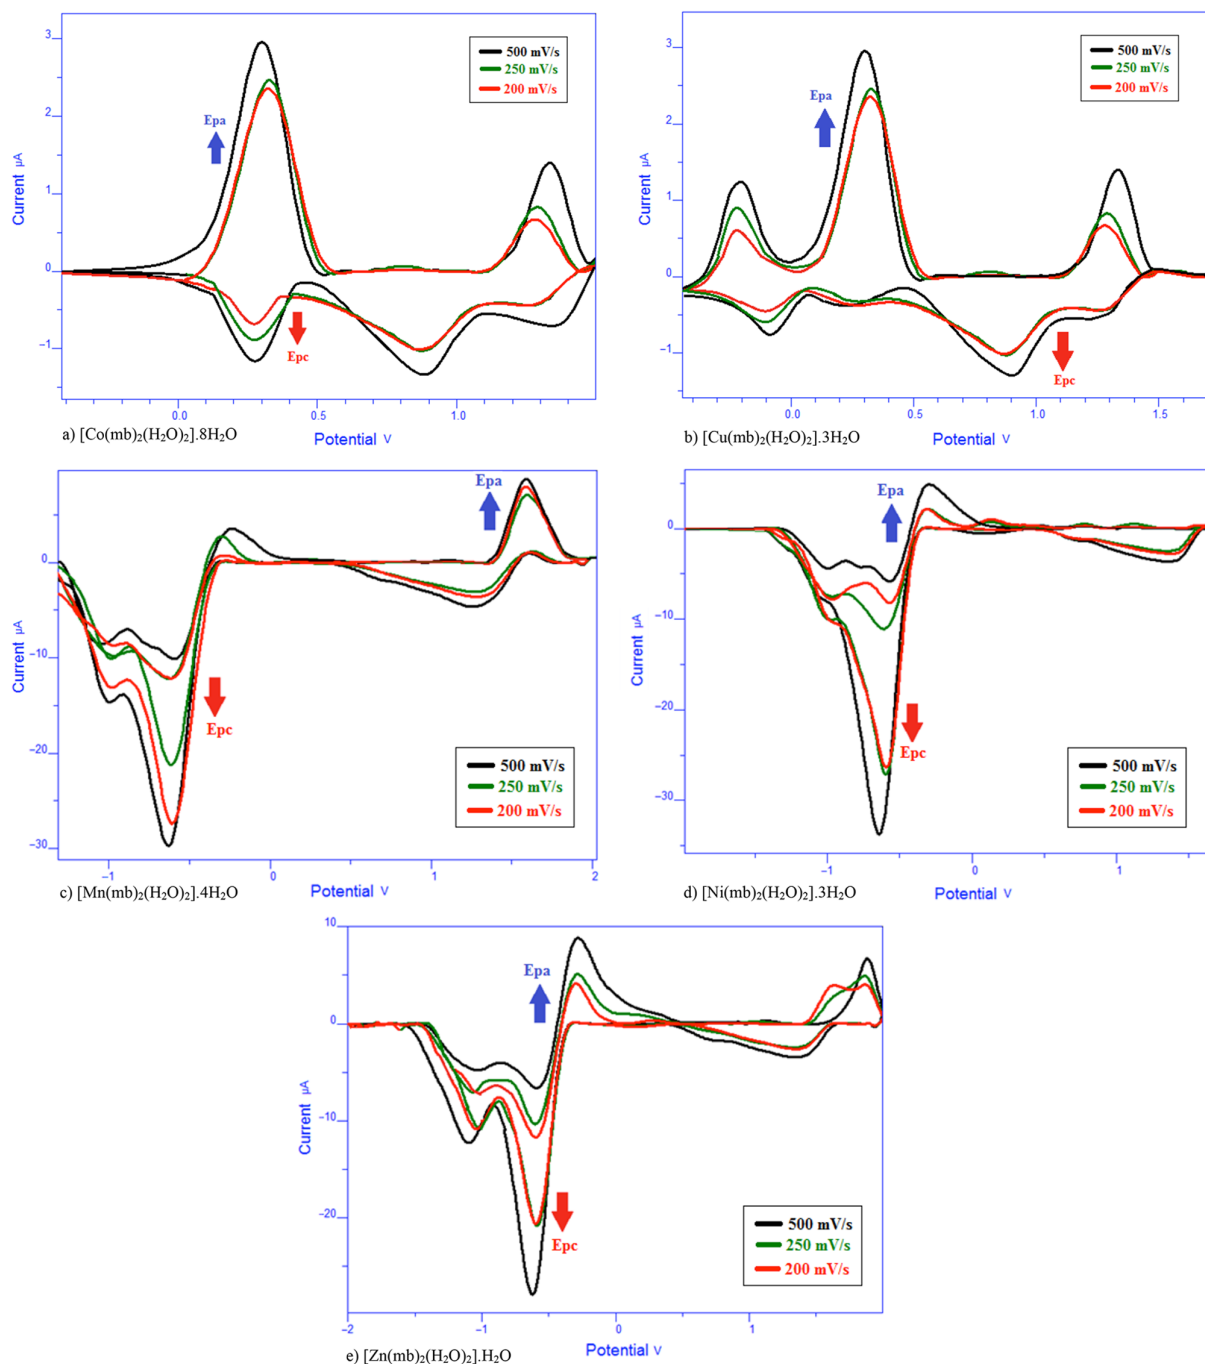 500 mV/s
250 mV/s
200 mV/s
Epa
Epc
Current µA
3
2
1
0
−1
0.0
0.5
1.0
Potential V
a) [Co(mb)₂(H₂O)₂].8H₂O
500 mV/s
250 mV/s
200 mV/s
Epa
Epc
Current µA
3
2
1
0
−1
0.0
0.5
1.0
1.5
Potential V
b) [Cu(mb)₂(H₂O)₂].3H₂O
Epa
Epc
Current µA
0
−10
−20
−30
500 mV/s
250 mV/s
200 mV/s
−1
0
1
2
Potential V
c) [Mn(mb)₂(H₂O)₂].4H₂O
Epa
Epc
Current µA
0
−10
−20
−30
500 mV/s
250 mV/s
200 mV/s
−1
0
1
Potential V
d) [Ni(mb)₂(H₂O)₂].3H₂O
10
0
−10
−20
Current µA
Epa
Epc
500 mV/s
250 mV/s
200 mV/s
−2
−1
0
1
Potential V
e) [Zn(mb)₂(H₂O)₂].H₂O